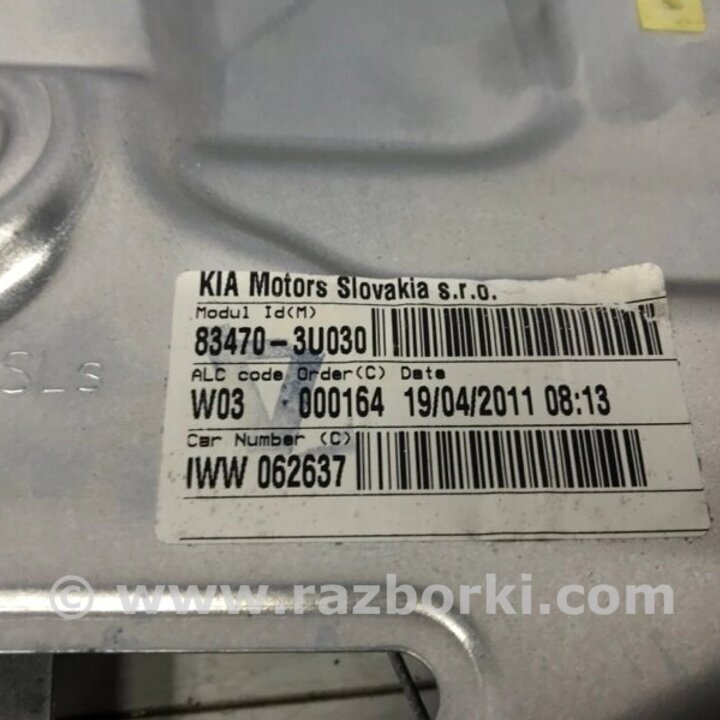 KIA Motors Slovakia s.r.o.
Modul Id(M)
83470-3U030
ALC code Order(C) Date
W03 000164 19/04/2011 08:13
Car Number (C)
IWW 062637
SLs
© www.razborki.com